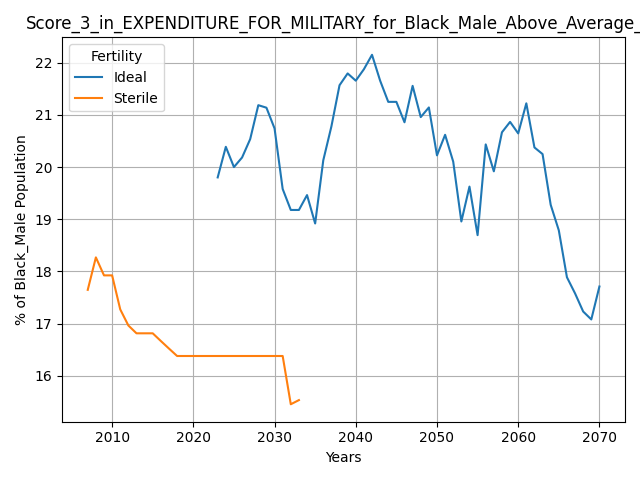 Score_3_in_EXPENDITURE_FOR_MILITARY_for_Black_Male_Above_Average_
Fertility
Ideal
Sterile
% of Black_Male Population
22
21
20
19
18
17
16
2010 2020 2030 2040 2050 2060 2070
Years